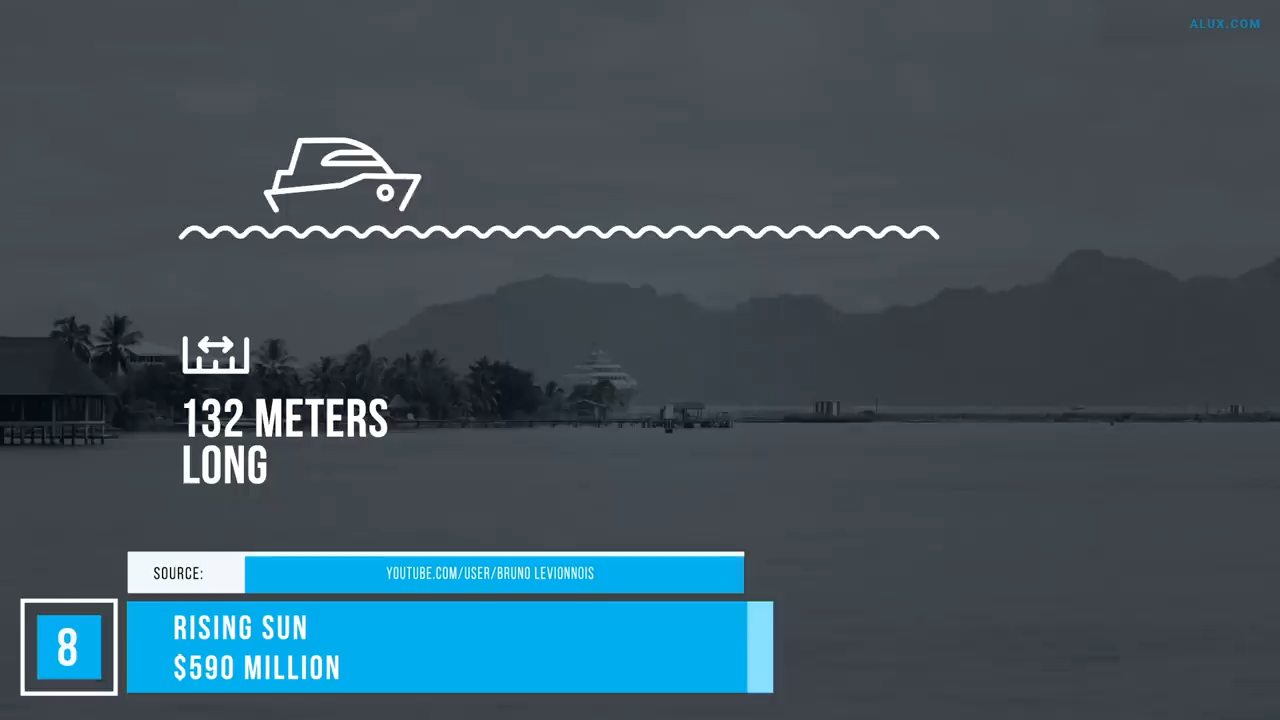 ALUX.COM
132 METERS
LONG
SOURCE:
YOUTUBE.COM/USER/BRUNO LEVIONNOIS
8
RISING SUN
$590 MILLION